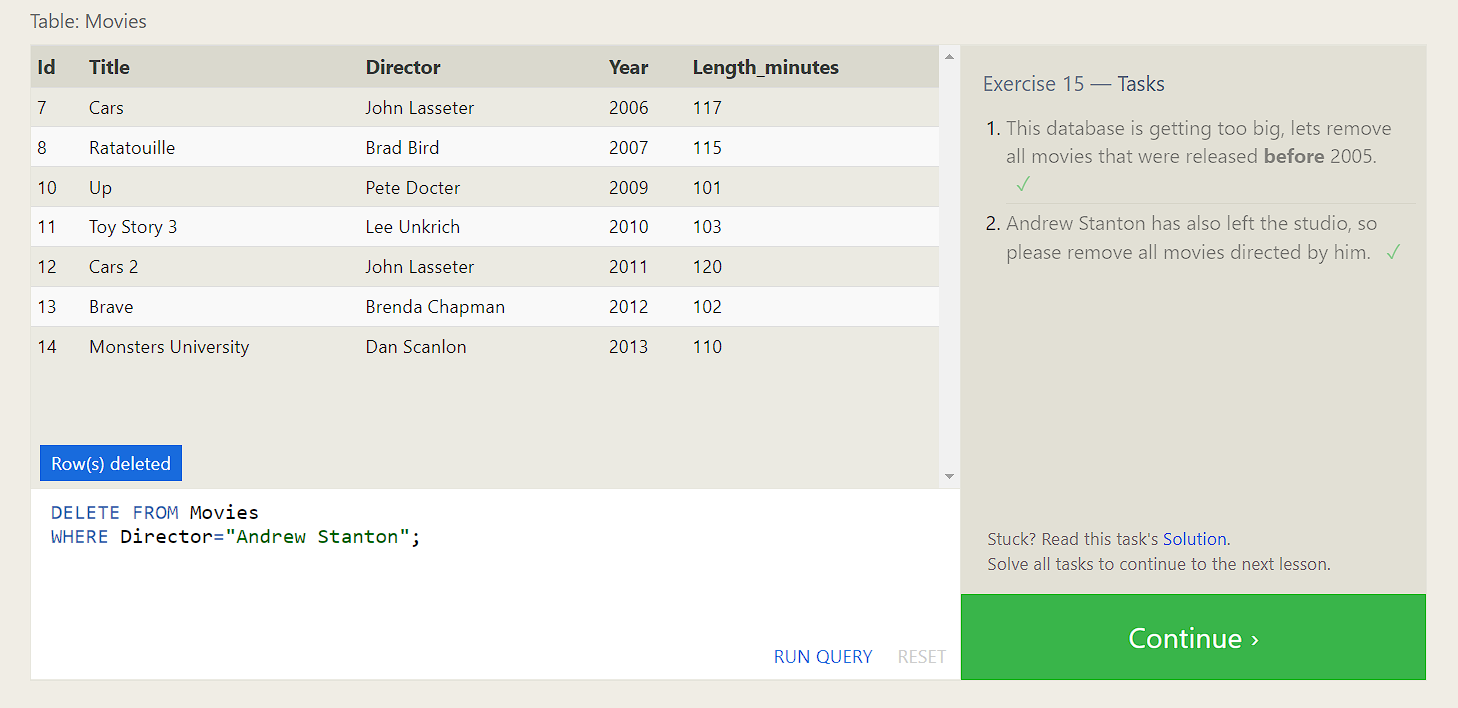 Table: Movies
Id Title Director Year Length_minutes
7 Cars John Lasseter 2006 117
8 Ratatouille Brad Bird 2007 115
10 Up Pete Docter 2009 101
11 Toy Story 3 Lee Unkrich 2010 103
12 Cars 2 John Lasseter 2011 120
13 Brave Brenda Chapman 2012 102
14 Monsters University Dan Scanlon 2013 110
Row(s) deleted
DELETE FROM Movies
WHERE Director="Andrew Stanton";
RUN QUERY RESET
Exercise 15 — Tasks
1. This database is getting too big, lets remove
all movies that were released before 2005.
✓
2. Andrew Stanton has also left the studio, so
please remove all movies directed by him. ✓
Stuck? Read this task's Solution.
Solve all tasks to continue to the next lesson.
Continue ›